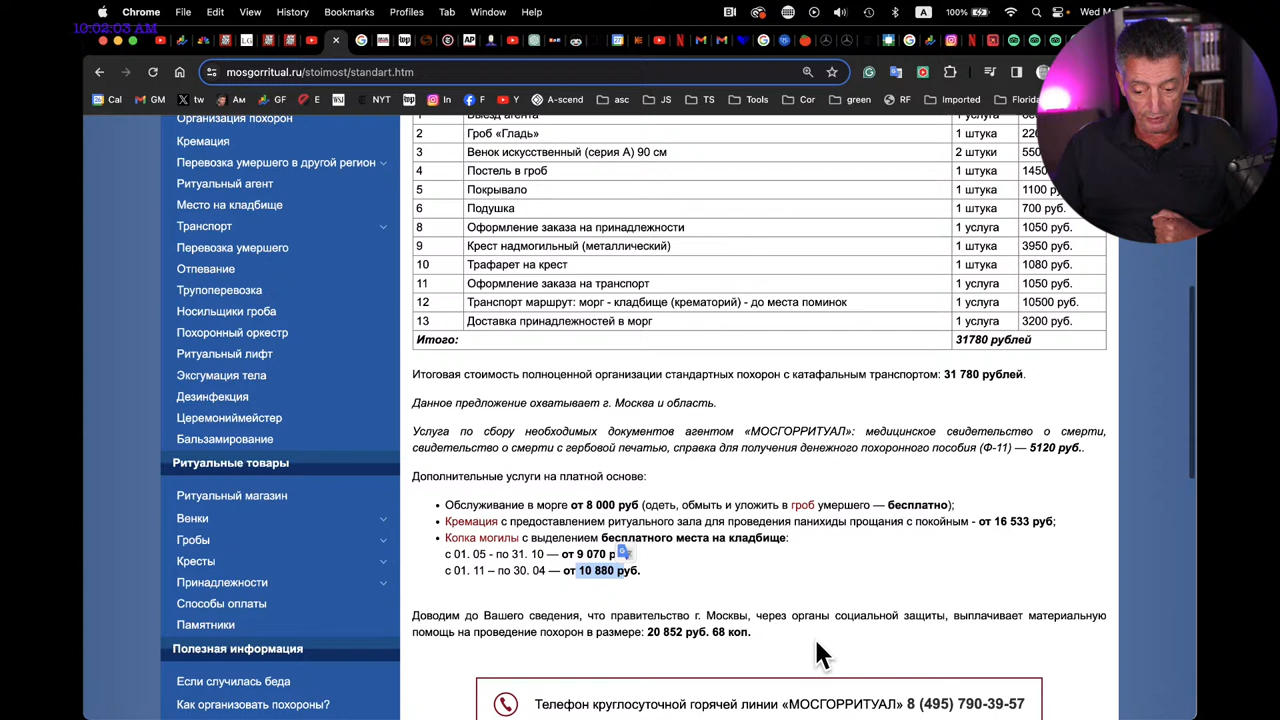 Chrome File Edit View History Bookmarks Profiles Tab Window Help
100%
10:02:03 AM
mosgorritual.ru/stoimost/standart.htm
Cal GM tw Am GF E NYT In F Y A-scend asc JS TS Tools Cor green RF Imported Florida
Организация похорон
Кремация
Перевозка умершего в другой регион
Ритуальный агент
Место на кладбище
Транспорт
Перевозка умершего
Отпевание
Трупоперевозка
Носильщики гроба
Похоронный оркестр
Ритуальный лифт
Эксгумация тела
Дезинфекция
Церемониймейстер
Бальзамирование
Ритуальные товары
Ритуальный магазин
Венки
Гробы
Кресты
Принадлежности
Способы оплаты
Памятники
Полезная информация
Если случилась беда
Как организовать похороны?
1 Выезд агента 1 услуга
2 Гроб «Гладь» 1 штука
3 Венок искусственный (серия А) 90 см 2 штуки
4 Постель в гроб 1 штука
5 Покрывало 1 штука 1100
6 Подушка 1 штука 700 руб.
8 Оформление заказа на принадлежности 1 услуга 1050 руб.
9 Крест надмогильный (металлический) 1 штука 3950 руб.
10 Трафарет на крест 1 штука 1080 руб.
11 Оформление заказа на транспорт 1 услуга 1050 руб.
12 Транспорт маршрут: морг - кладбище (крематорий) - до места поминок 1 услуга 10500 руб.
13 Доставка принадлежностей в морг 1 услуга 3200 руб.
Итого: 31780 рублей
Итоговая стоимость полноценной организации стандартных похорон с катафальным транспортом: 31 780 рублей.
Данное предложение охватывает г. Москва и область.
Услуга по сбору необходимых документов агентом «МОСГОРРИТУАЛ»: медицинское свидетельство о смерти,
свидетельство о смерти с гербовой печатью, справка для получения денежного похоронного пособия (Ф-11) — 5120 руб..
Дополнительные услуги на платной основе:
• Обслуживание в морге от 8 000 руб (одеть, обмыть и уложить в гроб умершего — бесплатно);
• Кремация с предоставлением ритуального зала для проведения панихиды прощания с покойным - от 16 533 руб;
• Копка могилы с выделением бесплатного места на кладбище:
с 01. 05 - по 31. 10 — от 9 070 р
с 01. 11 – по 30. 04 — от 10 880 руб.
Доводим до Вашего сведения, что правительство г. Москвы, через органы социальной защиты, выплачивает материальную
помощь на проведение похорон в размере: 20 852 руб. 68 коп.
Телефон круглосуточной горячей линии «МОСГОРРИТУАЛ» 8 (495) 790-39-57